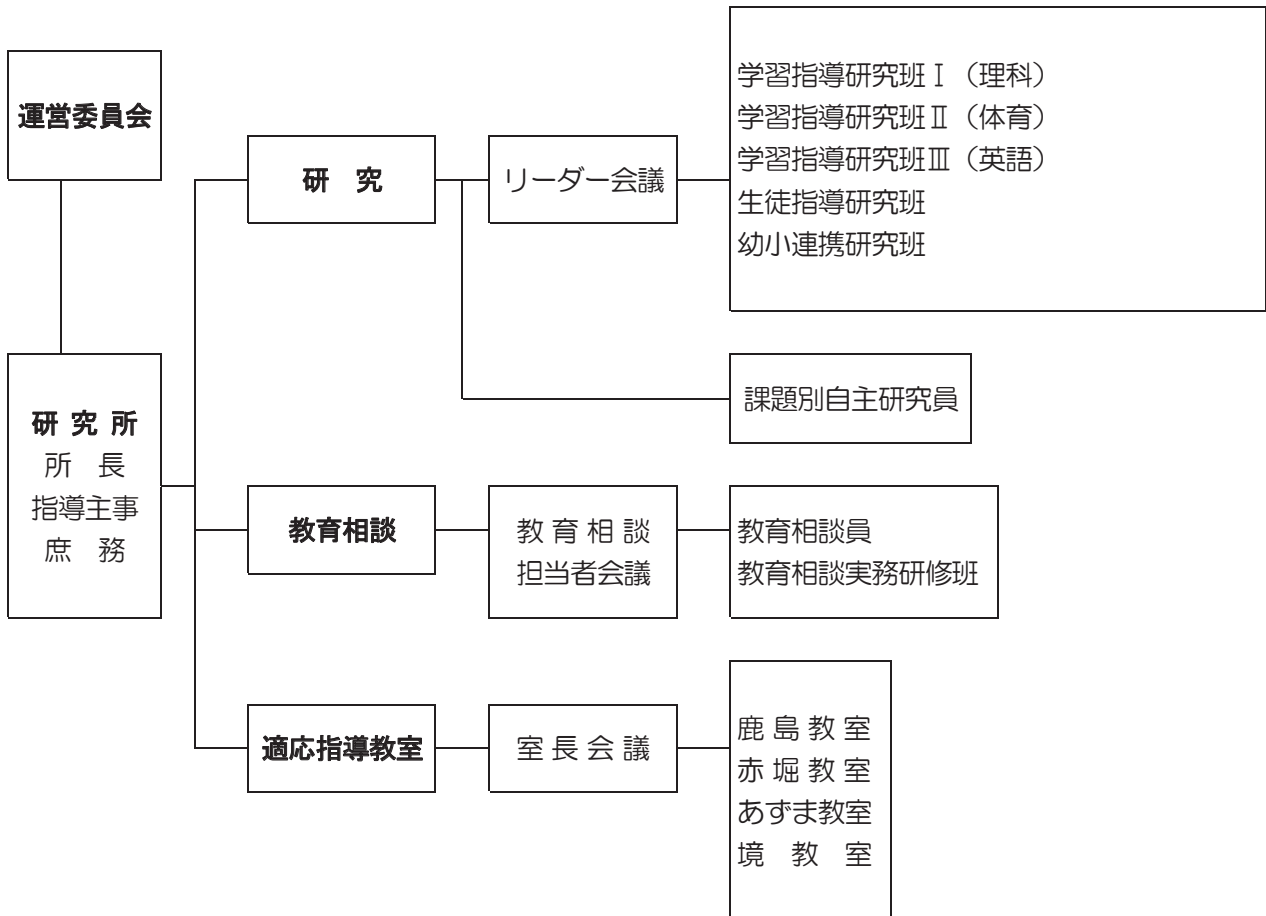 運営委員会
研究所
所長
指導主事
庶務
研究
リーダー会議
学習指導研究班Ⅰ（理科）
学習指導研究班Ⅱ（体育）
学習指導研究班Ⅲ（英語）
生徒指導研究班
幼小連携研究班
課題別自主研究員
教育相談
教育相談
担当者会議
教育相談員
教育相談実務研修班
適応指導教室
室長会議
鹿島教室
赤堀教室
あずま教室
境教室